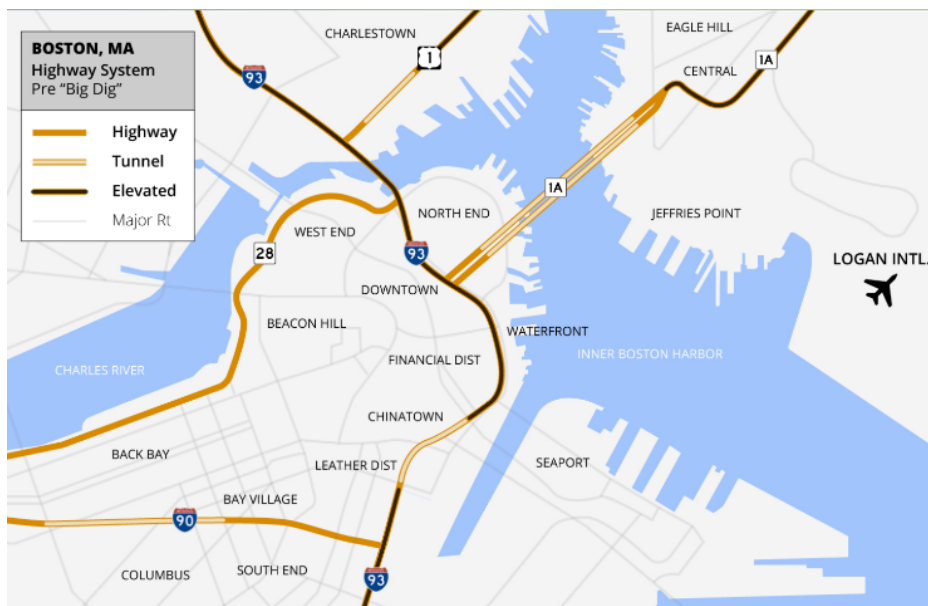 BOSTON, MA
Highway System
Pre “Big Dig”
Highway
Tunnel
Elevated
Major Rt
CHARLESTOWN
1
EAGLE HILL
CENTRAL
1A
93
1A
NORTH END
JEFFRIES POINT
WEST END
28
93
LOGAN INTL.
DOWNTOWN
BEACON HILL
WATERFRONT
INNER BOSTON HARBOR
FINANCIAL DIST
CHARLES RIVER
CHINATOWN
BACK BAY
LEATHER DIST
SEAPORT
BAY VILLAGE
90
COLUMBUS
SOUTH END
93